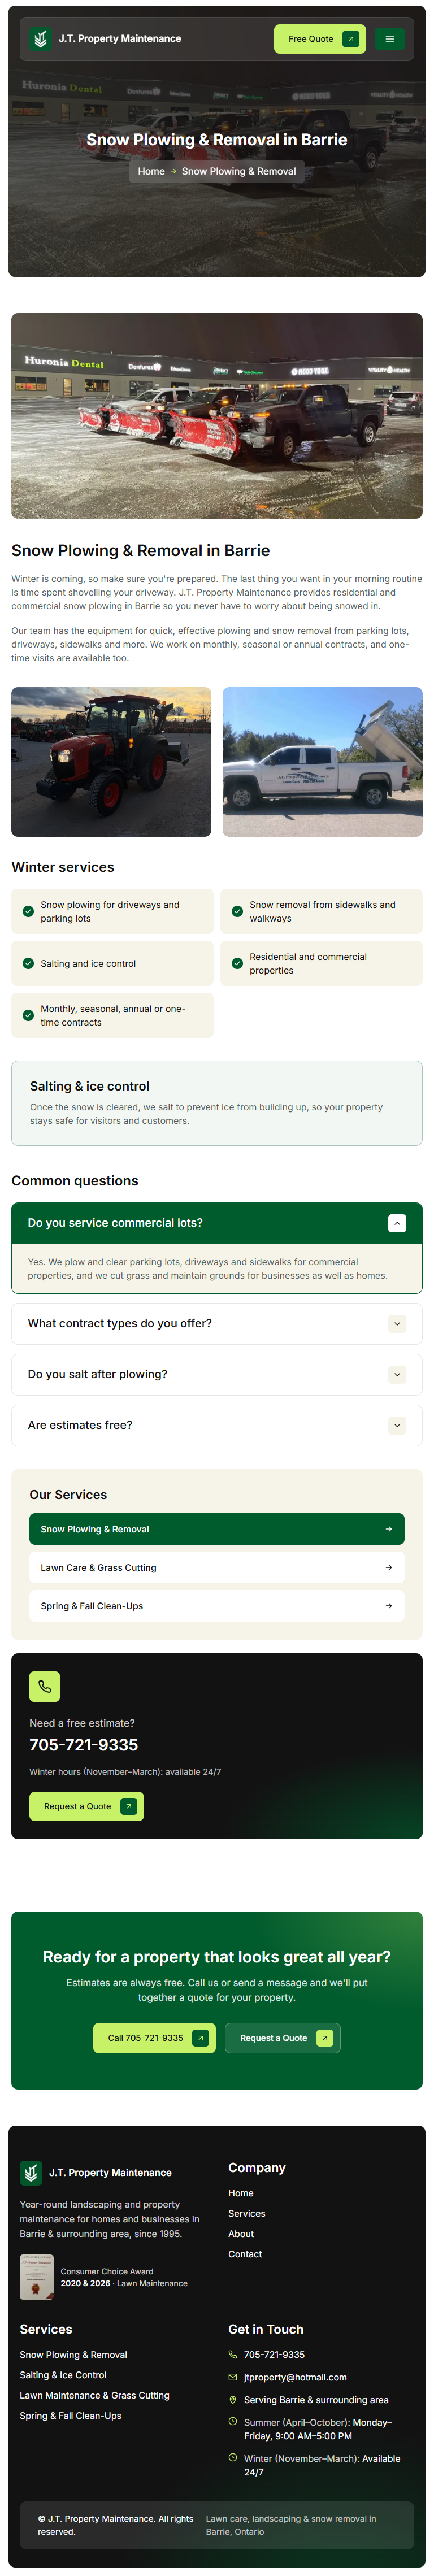 J.T. Property Maintenance
Free Quote
Huronia Dental
Dentures
Snow Plowing & Removal in Barrie
Home → Snow Plowing & Removal
Huronia Dental
Dentures
VITALITY HEALTH
Snow Plowing & Removal in Barrie
Winter is coming, so make sure you're prepared. The last thing you want in your morning routine
is time spent shovelling your driveway. J.T. Property Maintenance provides residential and
commercial snow plowing in Barrie so you never have to worry about being snowed in.
Our team has the equipment for quick, effective plowing and snow removal from parking lots,
driveways, sidewalks and more. We work on monthly, seasonal or annual contracts, and one-
time visits are available too.
Winter services
Snow plowing for driveways and
parking lots
Snow removal from sidewalks and
walkways
Salting and ice control
Residential and commercial
properties
Monthly, seasonal, annual or one-
time contracts
Salting & ice control
Once the snow is cleared, we salt to prevent ice from building up, so your property
stays safe for visitors and customers.
Common questions
Do you service commercial lots?
Yes. We plow and clear parking lots, driveways and sidewalks for commercial
properties, and we cut grass and maintain grounds for businesses as well as homes.
What contract types do you offer?
Do you salt after plowing?
Are estimates free?
Our Services
Snow Plowing & Removal
Lawn Care & Grass Cutting
Spring & Fall Clean-Ups
Need a free estimate?
705-721-9335
Winter hours (November–March): available 24/7
Request a Quote
Ready for a property that looks great all year?
Estimates are always free. Call us or send a message and we'll put
together a quote for your property.
Call 705-721-9335
Request a Quote
J.T. Property Maintenance
Year-round landscaping and property
maintenance for homes and businesses in
Barrie & surrounding area, since 1995.
Consumer Choice Award
2020 & 2026 · Lawn Maintenance
Company
Home
Services
About
Contact
Services
Snow Plowing & Removal
Salting & Ice Control
Lawn Maintenance & Grass Cutting
Spring & Fall Clean-Ups
Get in Touch
705-721-9335
jtproperty@hotmail.com
Serving Barrie & surrounding area
Summer (April–October): Monday–
Friday, 9:00 AM–5:00 PM
Winter (November–March): Available
24/7
© J.T. Property Maintenance. All rights
reserved.
Lawn care, landscaping & snow removal in
Barrie, Ontario